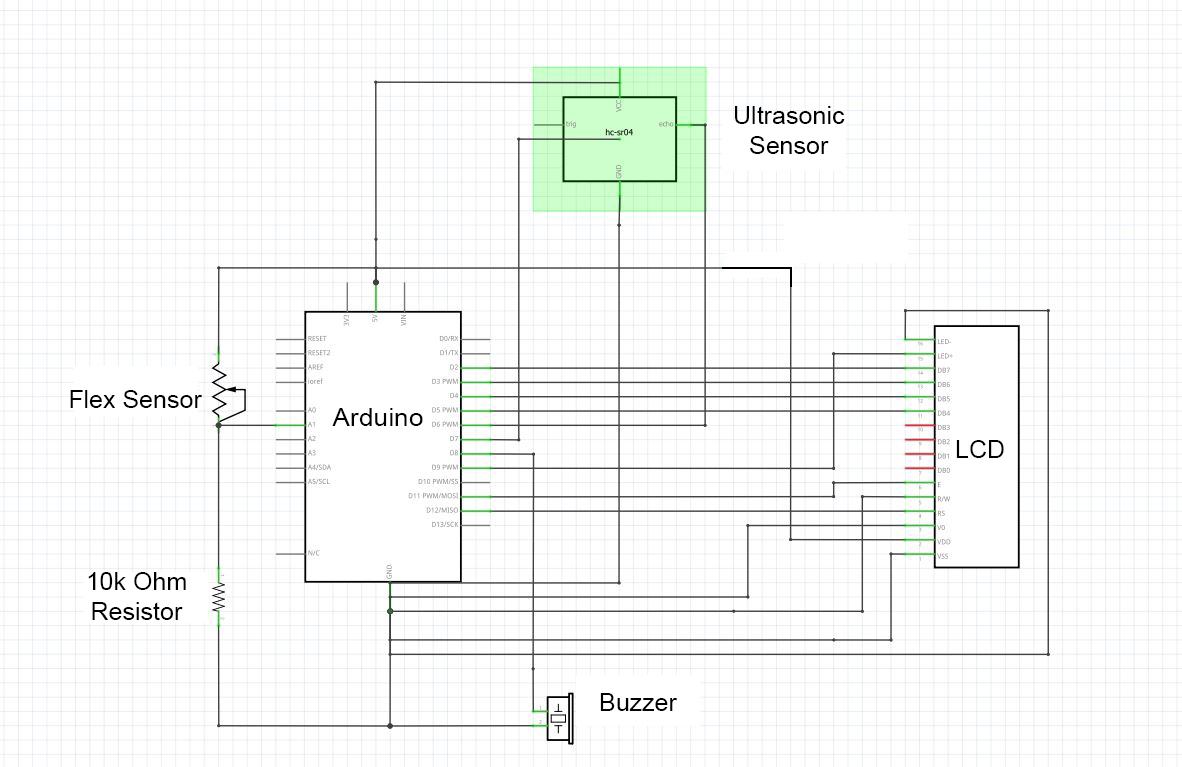 VCC
trig
echo
hc-sr04
GND
Ultrasonic
Sensor
3V3
5V
VIN
RESET
RESET2
AREF
ioref
A0
A1
A2
A3
A4/SDA
A5/SCL
N/C
D0/RX
D1/TX
D2
D3 PWM
D4
D5 PWM
D6 PWM
D7
D8
D9 PWM
D10 PWM/SS
D11 PWM/MOSI
D12/MISO
D13/SCK
GND
Arduino
Flex Sensor
10k Ohm
Resistor
LED-
LED+
DB7
DB6
DB5
DB4
DB3
DB2
DB1
DB0
E
R/W
RS
V0
VDD
VSS
LCD
Buzzer